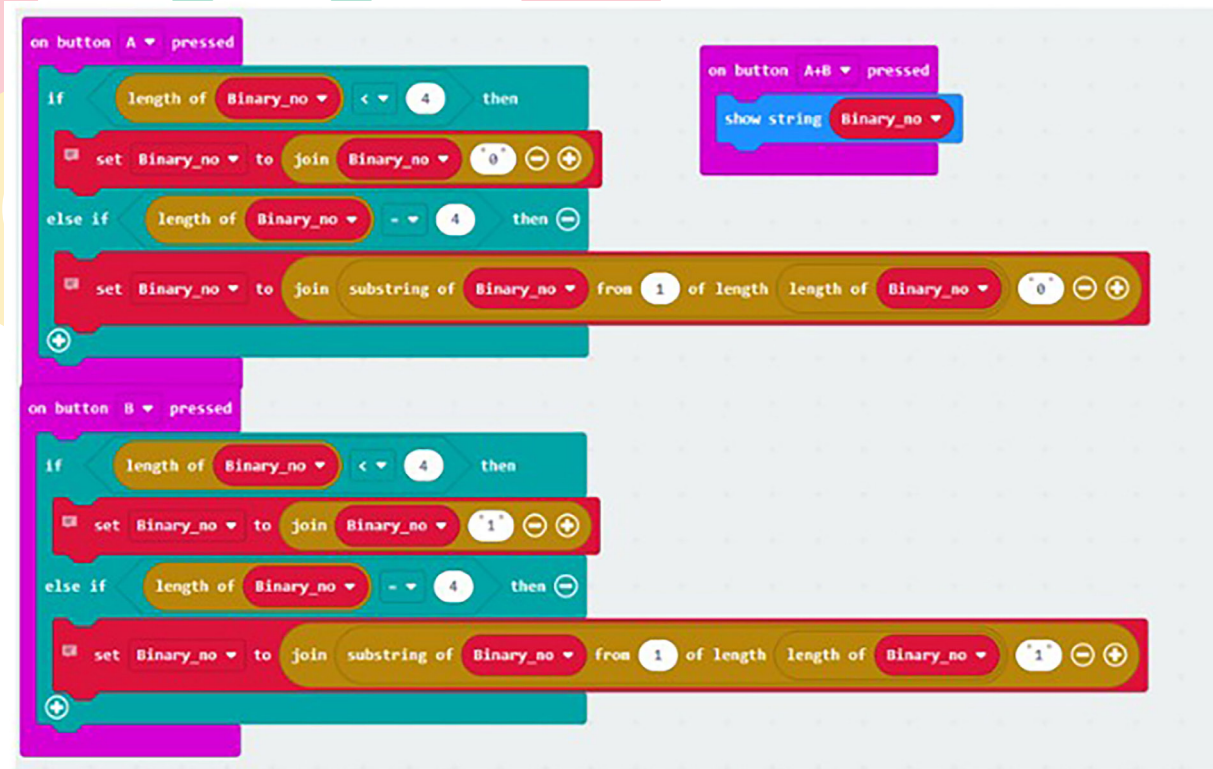 on button A pressed
if length of Binary_no < 4 then
set Binary_no to join Binary_no "0"
else if length of Binary_no = 4 then
set Binary_no to join substring of Binary_no from 1 of length length of Binary_no "0"
on button B pressed
if length of Binary_no < 4 then
set Binary_no to join Binary_no "1"
else if length of Binary_no = 4 then
set Binary_no to join substring of Binary_no from 1 of length length of Binary_no "1"
on button A+B pressed
show string Binary_no